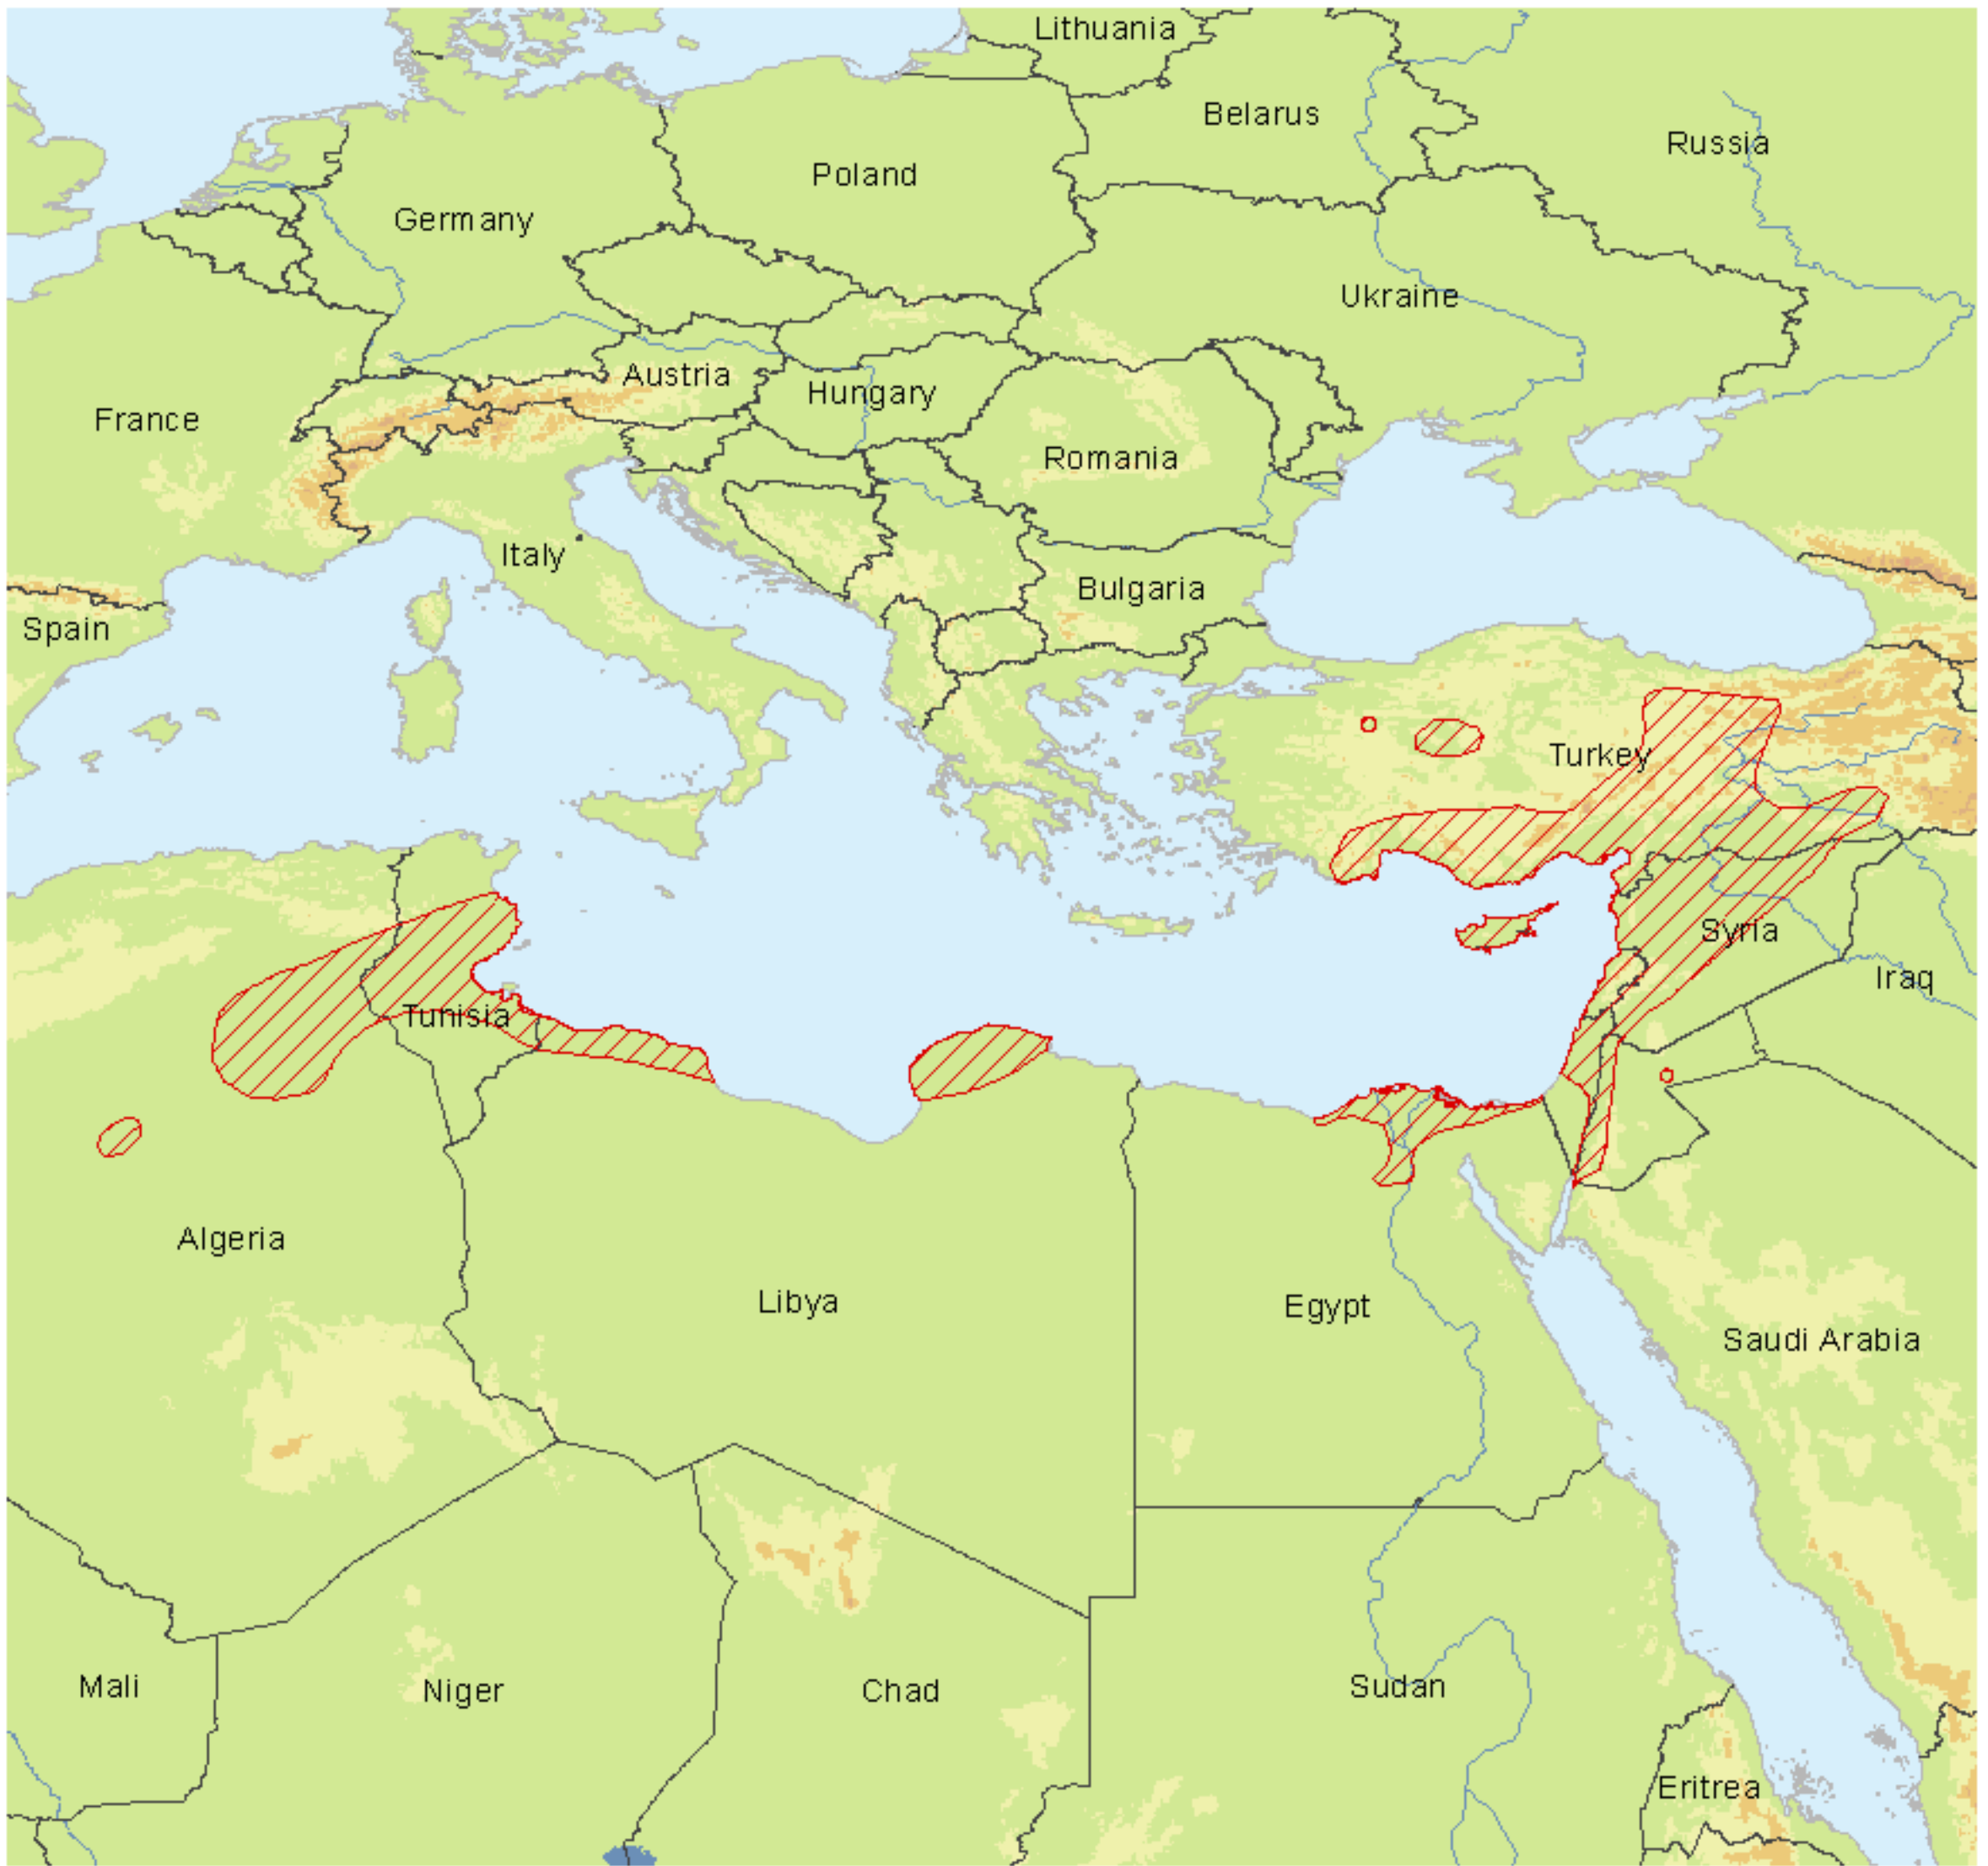 Lithuania
Belarus
Russia
Poland
Germany
Ukraine
Austria
Hungary
France
Romania
Italy
Bulgaria
Spain
Turkey
Syria
Iraq
Tunisia
Algeria
Libya
Egypt
Saudi Arabia
Mali
Niger
Chad
Sudan
Eritrea